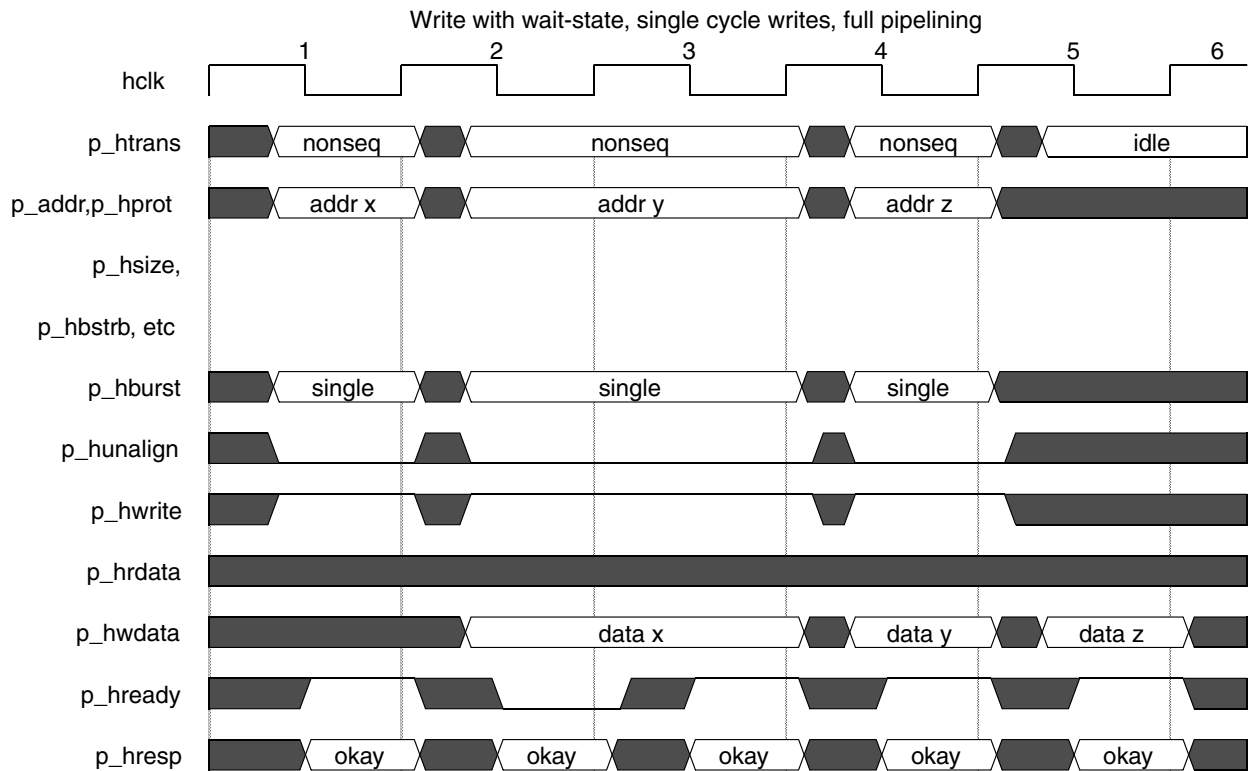 Write with wait-state, single cycle writes, full pipelining
1 2 3 4 5 6
hclk
p_htrans nonseq nonseq nonseq idle
p_addr,p_hprot addr x addr y addr z
p_hsize,
p_hbstrb, etc
p_hburst single single single
p_hunalign
p_hwrite
p_hrdata
p_hwdata data x data y data z
p_hready
p_hresp okay okay okay okay okay